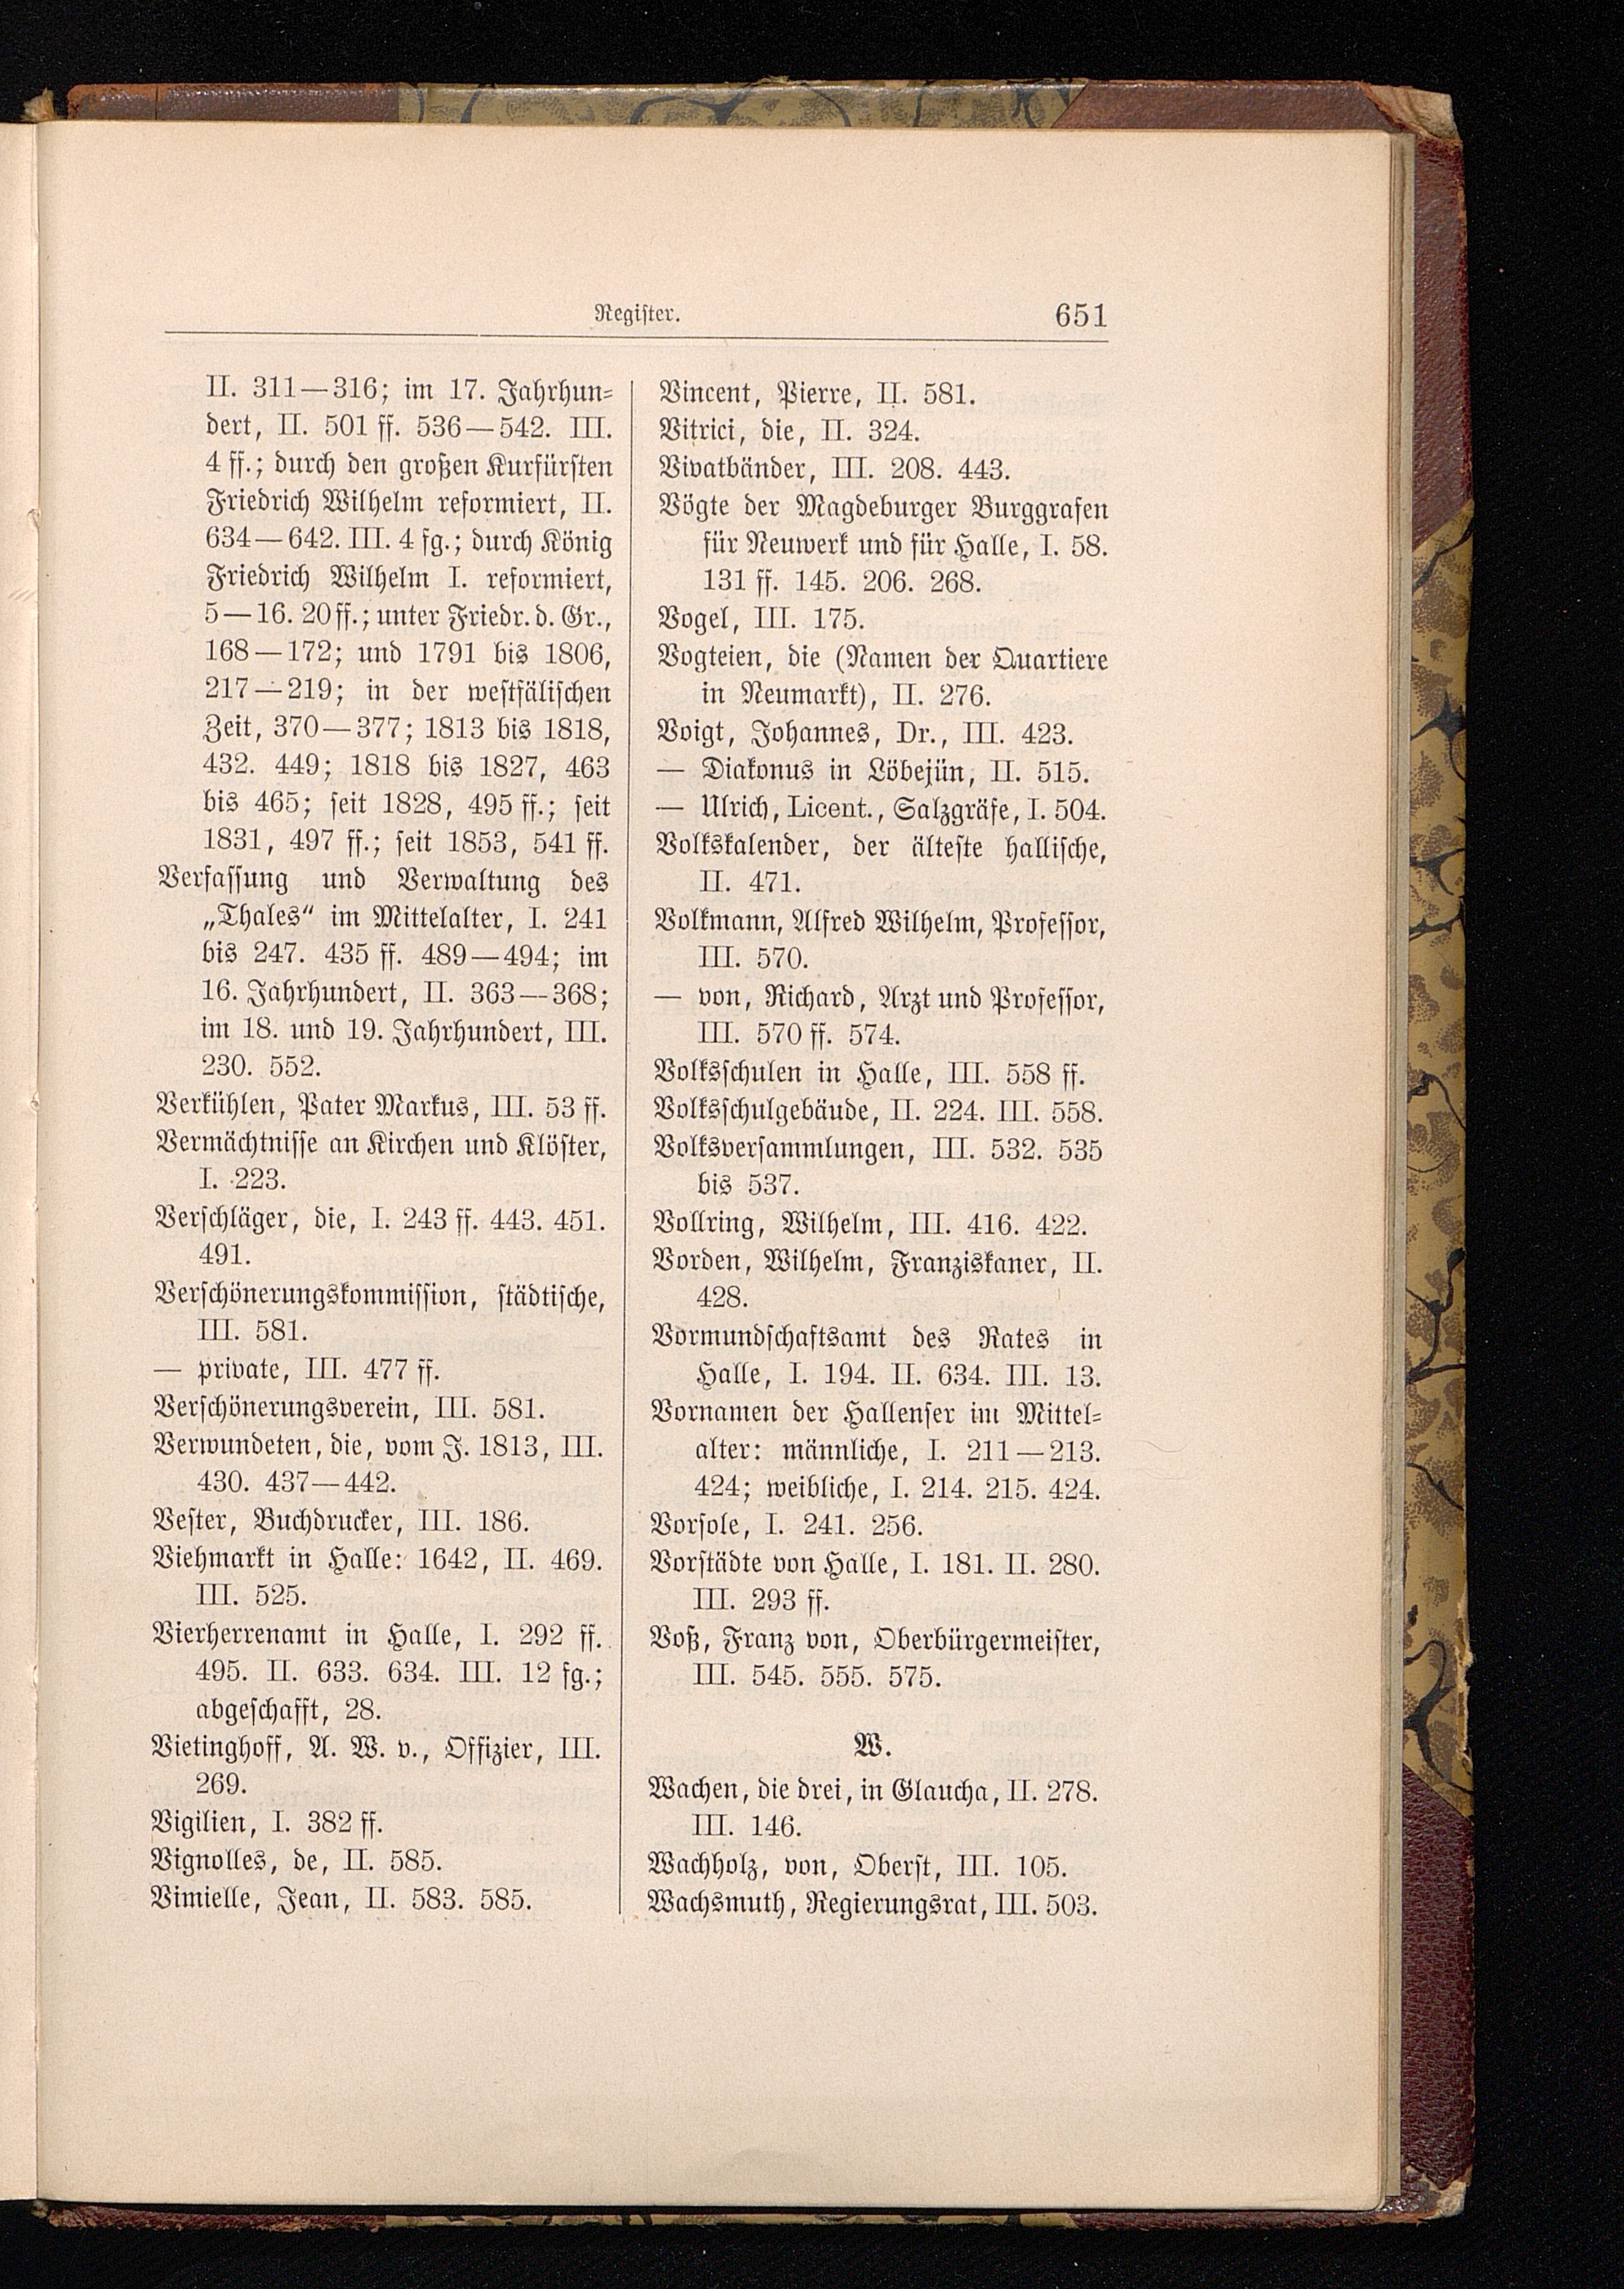 Register.
651
II. 311—316; im 17. Jahrhun-
dert, II. 501 ff. 536—542. III.
4 ff.; durch den großen Kurfürsten
Friedrich Wilhelm reformiert, II.
634—642. III. 4 fg.; durch König
Friedrich Wilhelm I. reformiert,
5—16. 20 ff.; unter Friedr. d. Gr.,
168—172; und 1791 bis 1806,
217—219; in der westfälischen
Zeit, 370—377; 1813 bis 1818,
432. 449; 1818 bis 1827, 463
bis 465; seit 1828, 495 ff.; seit
1831, 497 ff.; seit 1853, 541 ff.
Verfassung und Verwaltung des
„Thales“ im Mittelalter, I. 241
bis 247. 435 ff. 489—494; im
16. Jahrhundert, II. 363—368;
im 18. und 19. Jahrhundert, III.
230. 552.
Verkühlen, Pater Markus, III. 53 ff.
Vermächtnisse an Kirchen und Klöster,
I. 223.
Verschläger, die, I. 243 ff. 443. 451.
491.
Verschönerungskommission, städtische,
III. 581.
— private, III. 477 ff.
Verschönerungsverein, III. 581.
Verwundeten, die, vom J. 1813, III.
430. 437—442.
Vester, Buchdrucker, III. 186.
Viehmarkt in Halle: 1642, II. 469.
III. 525.
Vierherrenamt in Halle, I. 292 ff.
495. II. 633. 634. III. 12 fg.;
abgeschafft, 28.
Vietinghoff, A. W. v., Offizier, III.
269.
Vigilien, I. 382 ff.
Vignolles, de, II. 585.
Vimielle, Jean, II. 583. 585.
Vincent, Pierre, II. 581.
Vitrici, die, II. 324.
Vivatbänder, III. 208. 443.
Vögte der Magdeburger Burggrafen
für Neuwerk und für Halle, I. 58.
131 ff. 145. 206. 268.
Vogel, III. 175.
Vogteien, die (Namen der Quartiere
in Neumarkt), II. 276.
Voigt, Johannes, Dr., III. 423.
— Diakonus in Löbejün, II. 515.
— Ulrich, Licent., Salzgräfe, I. 504.
Volkskalender, der älteste hallische,
II. 471.
Volkmann, Alfred Wilhelm, Professor,
III. 570.
— von, Richard, Arzt und Professor,
III. 570 ff. 574.
Volksschulen in Halle, III. 558 ff.
Volksschulgebäude, II. 224. III. 558.
Volksversammlungen, III. 532. 535
bis 537.
Vollring, Wilhelm, III. 416. 422.
Vorden, Wilhelm, Franziskaner, II.
428.
Vormundschaftsamt des Rates in
Halle, I. 194. II. 634. III. 13.
Vornamen der Hallenser im Mittel-
alter: männliche, I. 211—213.
424; weibliche, I. 214. 215. 424.
Vorsole, I. 241. 256.
Vorstädte von Halle, I. 181. II. 280.
III. 293 ff.
Voß, Franz von, Oberbürgermeister,
III. 545. 555. 575.
W.
Wachen, die drei, in Glaucha, II. 278.
III. 146.
Wachholz, von, Oberst, III. 105.
Wachsmuth, Regierungsrat, III. 503.